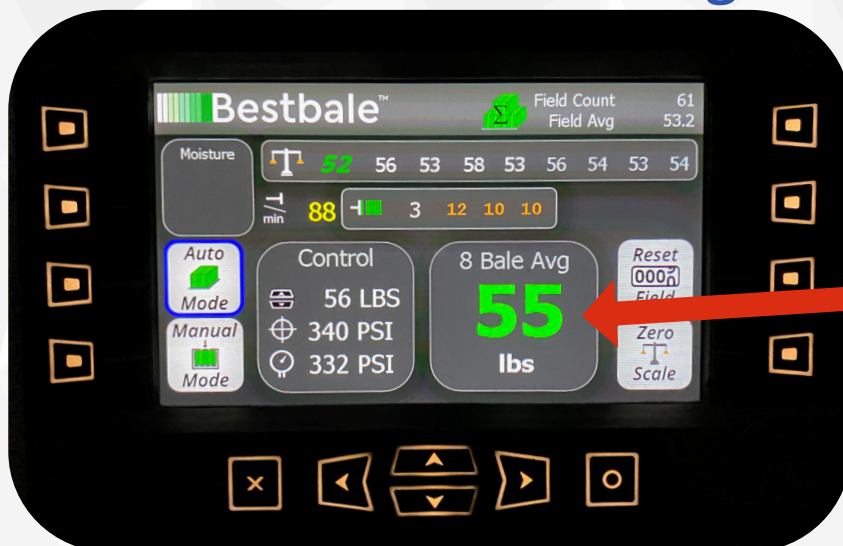 Bestbale™
Field Count 61
Field Avg 53.2
Moisture
52 56 53 58 53 56 54 53 54
min 88 3 12 10 10
Auto
Mode
Control
56 LBS
340 PSI
332 PSI
8 Bale Avg
55
lbs
Reset
000
Field
Manual
Mode
Zero
Scale